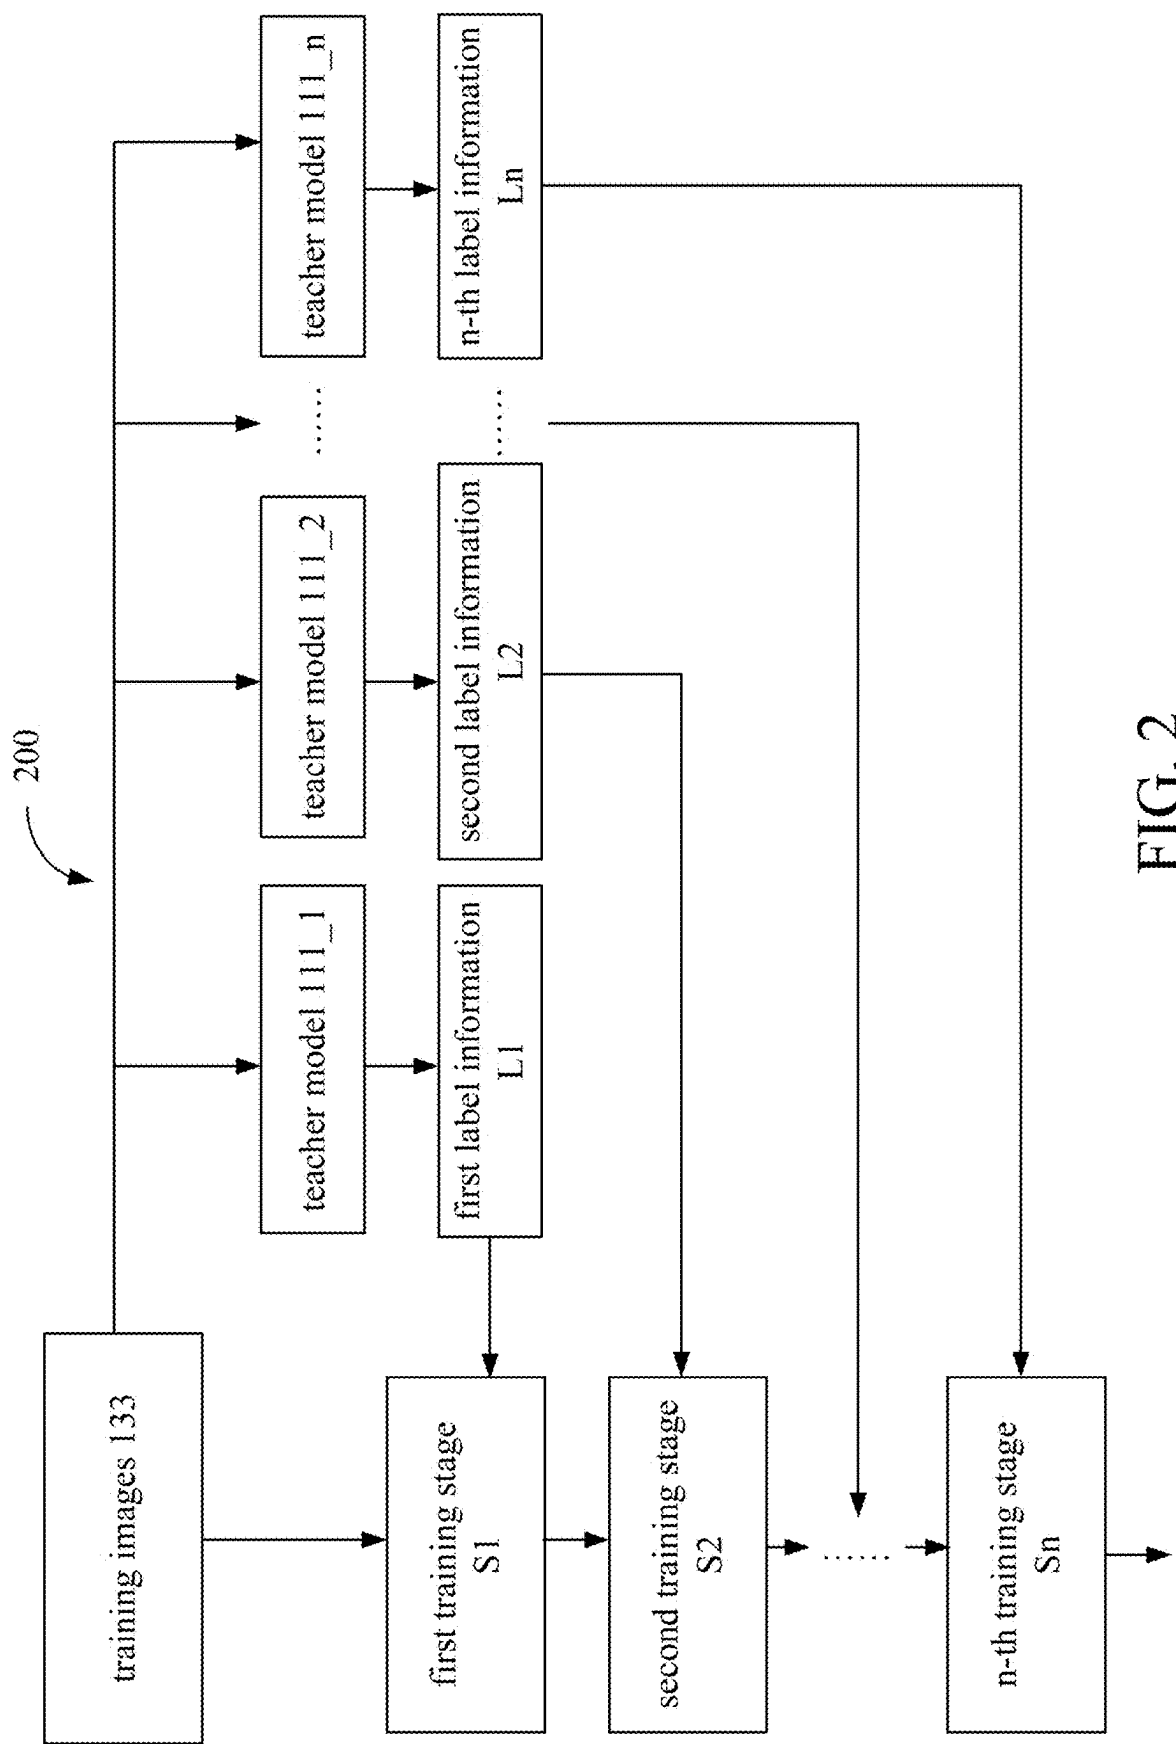 200
training images 133
teacher model 111_1
teacher model 111_2
......
teacher model 111_n
first label information
L1
second label information
L2
......
n-th label information
Ln
first training stage
S1
second training stage
S2
......
n-th training stage
Sn
FIG. 2